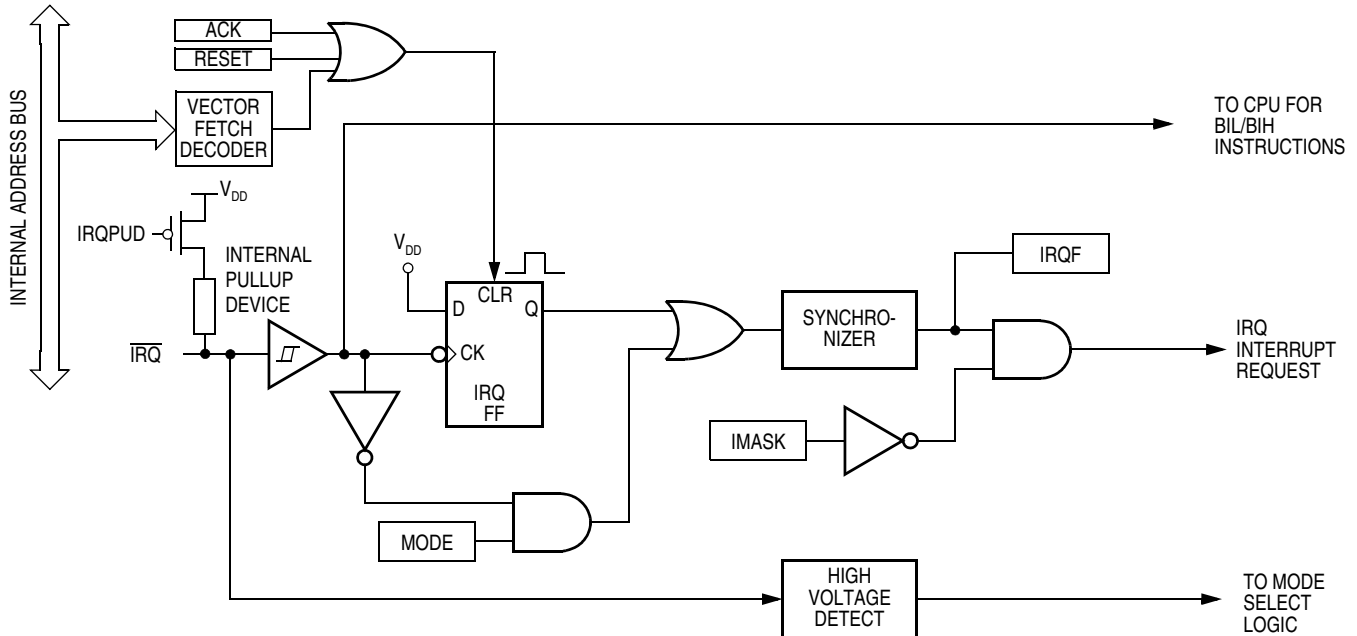 INTERNAL ADDRESS BUS
ACK
RESET
VECTOR
FETCH
DECODER
TO CPU FOR
BIL/BIH
INSTRUCTIONS
VDD
IRQPUD
INTERNAL
PULLUP
DEVICE
VDD
D
CLR
Q
CK
IRQ
FF
IRQ
SYNCHRO-
NIZER
IRQF
IRQ
INTERRUPT
REQUEST
IMASK
MODE
HIGH
VOLTAGE
DETECT
TO MODE
SELECT
LOGIC